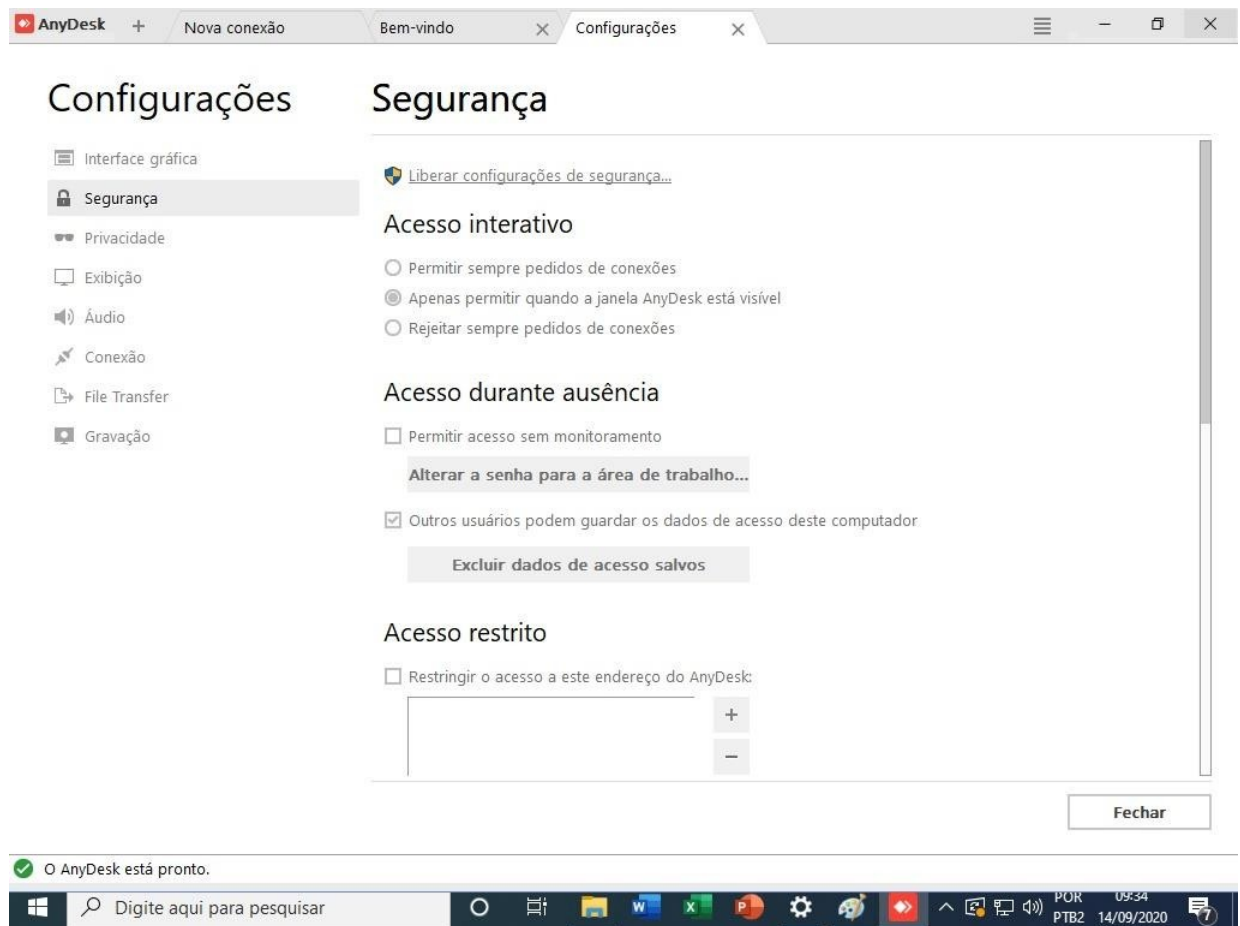 AnyDesk + Nova conexão Bem-vindo Configurações
Configurações
Interface gráfica
Segurança
Privacidade
Exibição
Áudio
Conexão
File Transfer
Gravação
Segurança
Liberar configurações de segurança...
Acesso interativo
Permitir sempre pedidos de conexões
Apenas permitir quando a janela AnyDesk está visível
Rejeitar sempre pedidos de conexões
Acesso durante ausência
Permitir acesso sem monitoramento
Alterar a senha para a área de trabalho...
Outros usuários podem guardar os dados de acesso deste computador
Excluir dados de acesso salvos
Acesso restrito
Restringir o acesso a este endereço do AnyDesk:
+
−
Fechar
O AnyDesk está pronto.
Digite aqui para pesquisar
POR 09:34
PTB2 14/09/2020
7